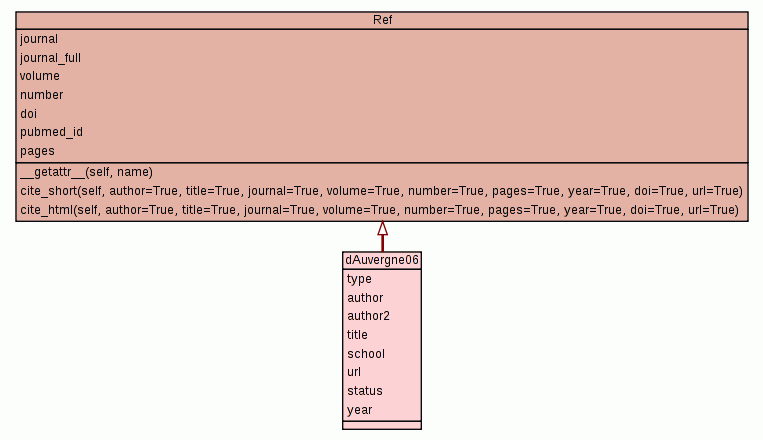 Ref
journal
journal_full
volume
number
doi
pubmed_id
pages
__getattr__(self, name)
cite_short(self, author=True, title=True, journal=True, volume=True, number=True, pages=True, year=True, doi=True, url=True)
cite_html(self, author=True, title=True, journal=True, volume=True, number=True, pages=True, year=True, doi=True, url=True)
dAuvergne06
type
author
author2
title
school
url
status
year